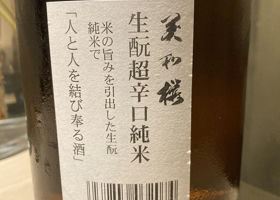 美和桜
生酛超辛口純米
米の旨みを引出した生酛
純米で
「人と人を結び奉る酒」